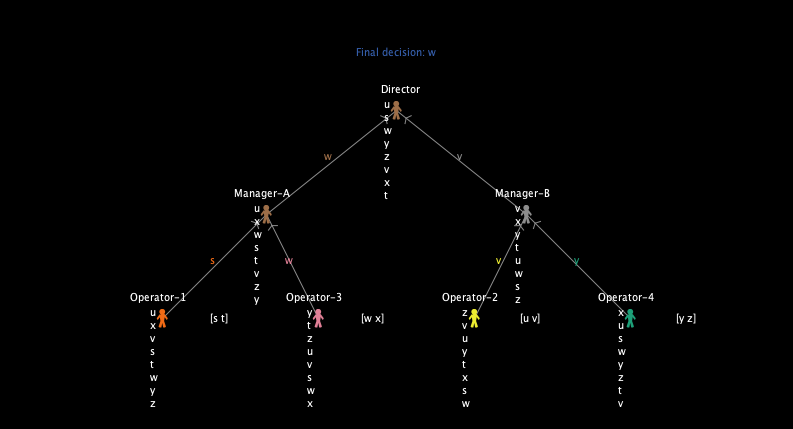 Final decision: w
Director
u
s
w
y
z
v
x
t
w
v
Manager-A
u
x
w
s
t
v
z
y
Manager-B
v
x
y
t
u
w
s
z
s
w
v
y
Operator-1
u
x
v
s
t
w
y
z
[s t]
Operator-3
y
t
z
u
v
s
w
x
[w x]
Operator-2
z
v
u
y
t
x
s
w
[u v]
Operator-4
x
u
s
w
y
z
t
v
[y z]